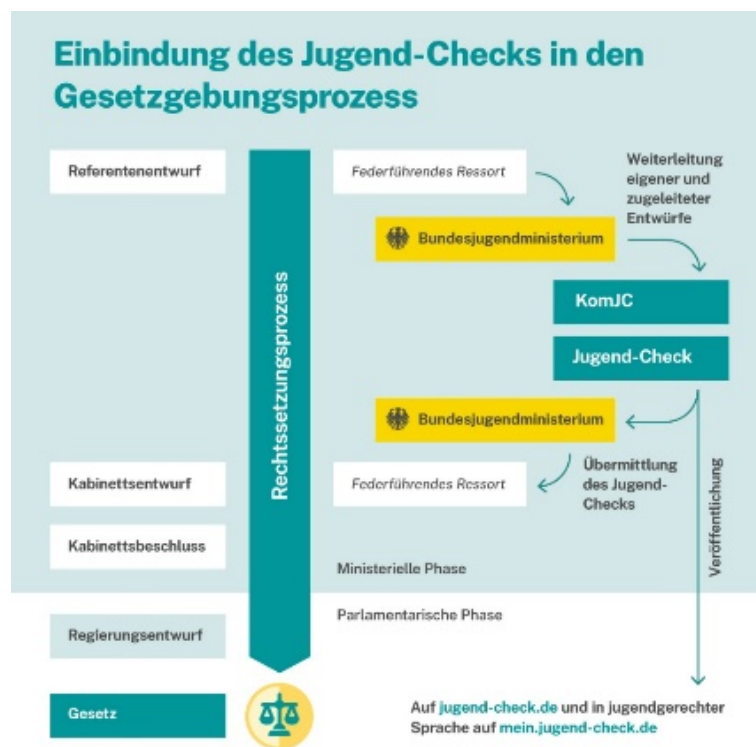 Einbindung des Jugend-Checks in den
Gesetzgebungsprozess
Referentenentwurf
Rechtssetzungsprozess
Federführendes Ressort
Weiterleitung
eigener und
zugeleiteter
Entwürfe
Bundesjugendministerium
KomJC
Jugend-Check
Bundesjugendministerium
Kabinettsentwurf
Federführendes Ressort
Übermittlung
des Jugend-
Checks
Veröffentlichung
Kabinettsbeschluss
Ministerielle Phase
Parlamentarische Phase
Regierungsentwurf
Gesetz
Auf jugend-check.de und in jugendgerechter
Sprache auf mein.jugend-check.de